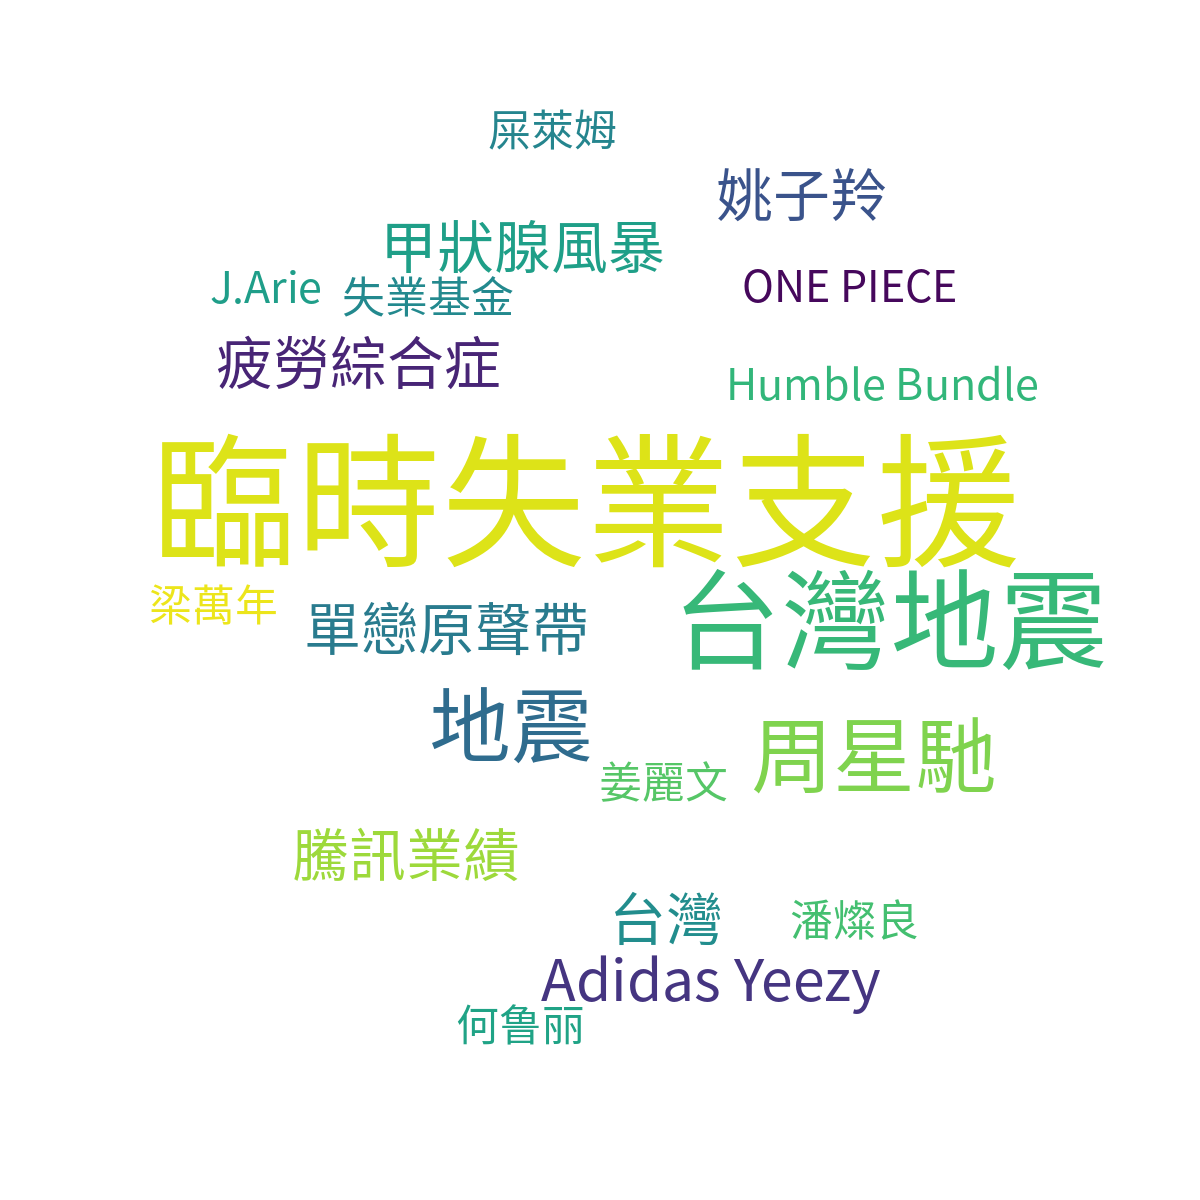 屎萊姆
姚子羚
甲狀腺風暴
J.Arie
失業基金
ONE PIECE
疲勞綜合症
Humble Bundle
臨時失業支援
台灣地震
梁萬年
單戀原聲帶
地震
周星馳
姜麗文
騰訊業績
台灣
潘燦良
Adidas Yeezy
何鲁丽